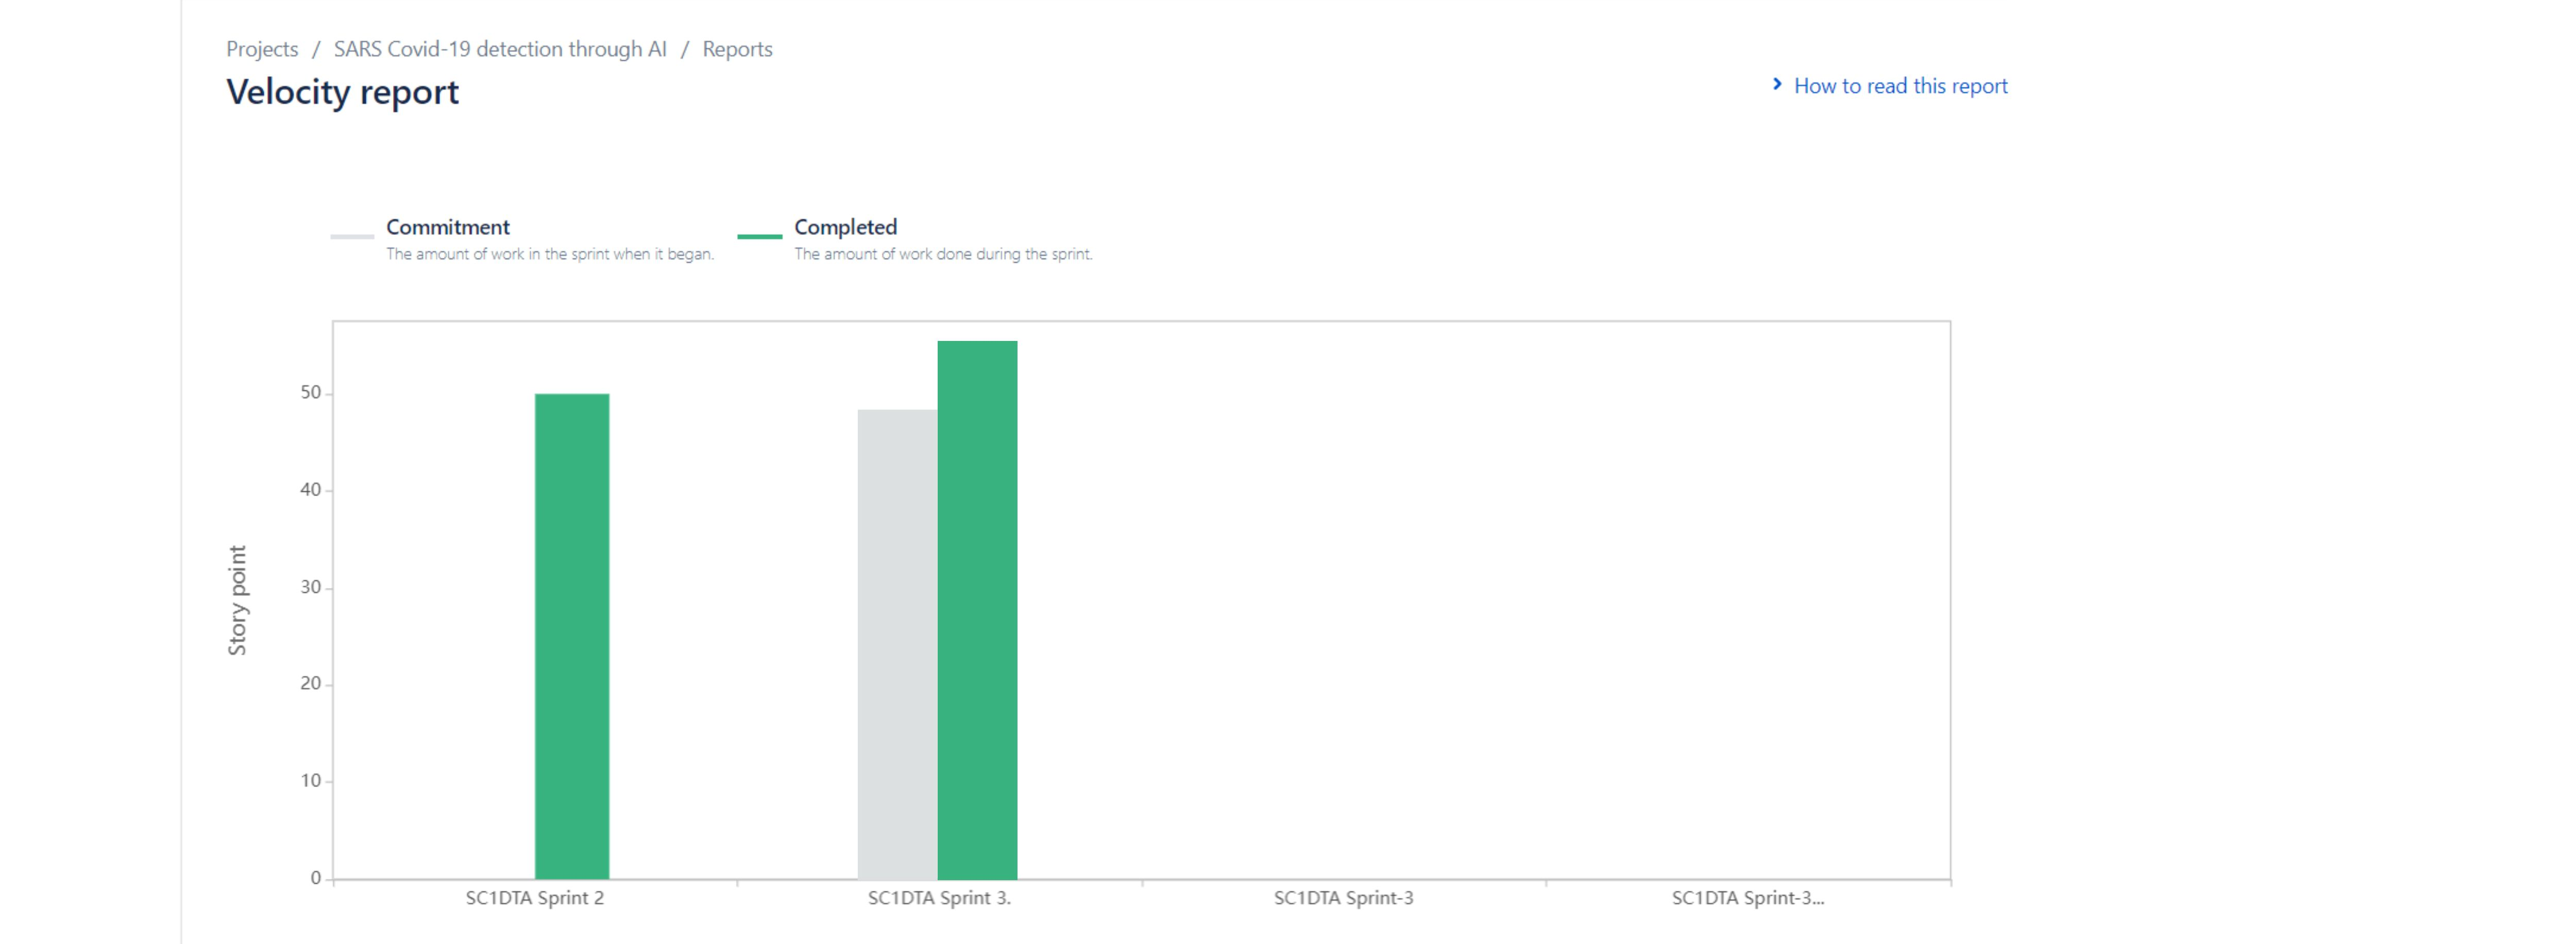 Projects / SARS Covid-19 detection through AI / Reports
Velocity report
How to read this report
Commitment
The amount of work in the sprint when it began.
Completed
The amount of work done during the sprint.
Story point
50
40
30
20
10
0
SC1DTA Sprint 2
SC1DTA Sprint 3.
SC1DTA Sprint-3
SC1DTA Sprint-3...